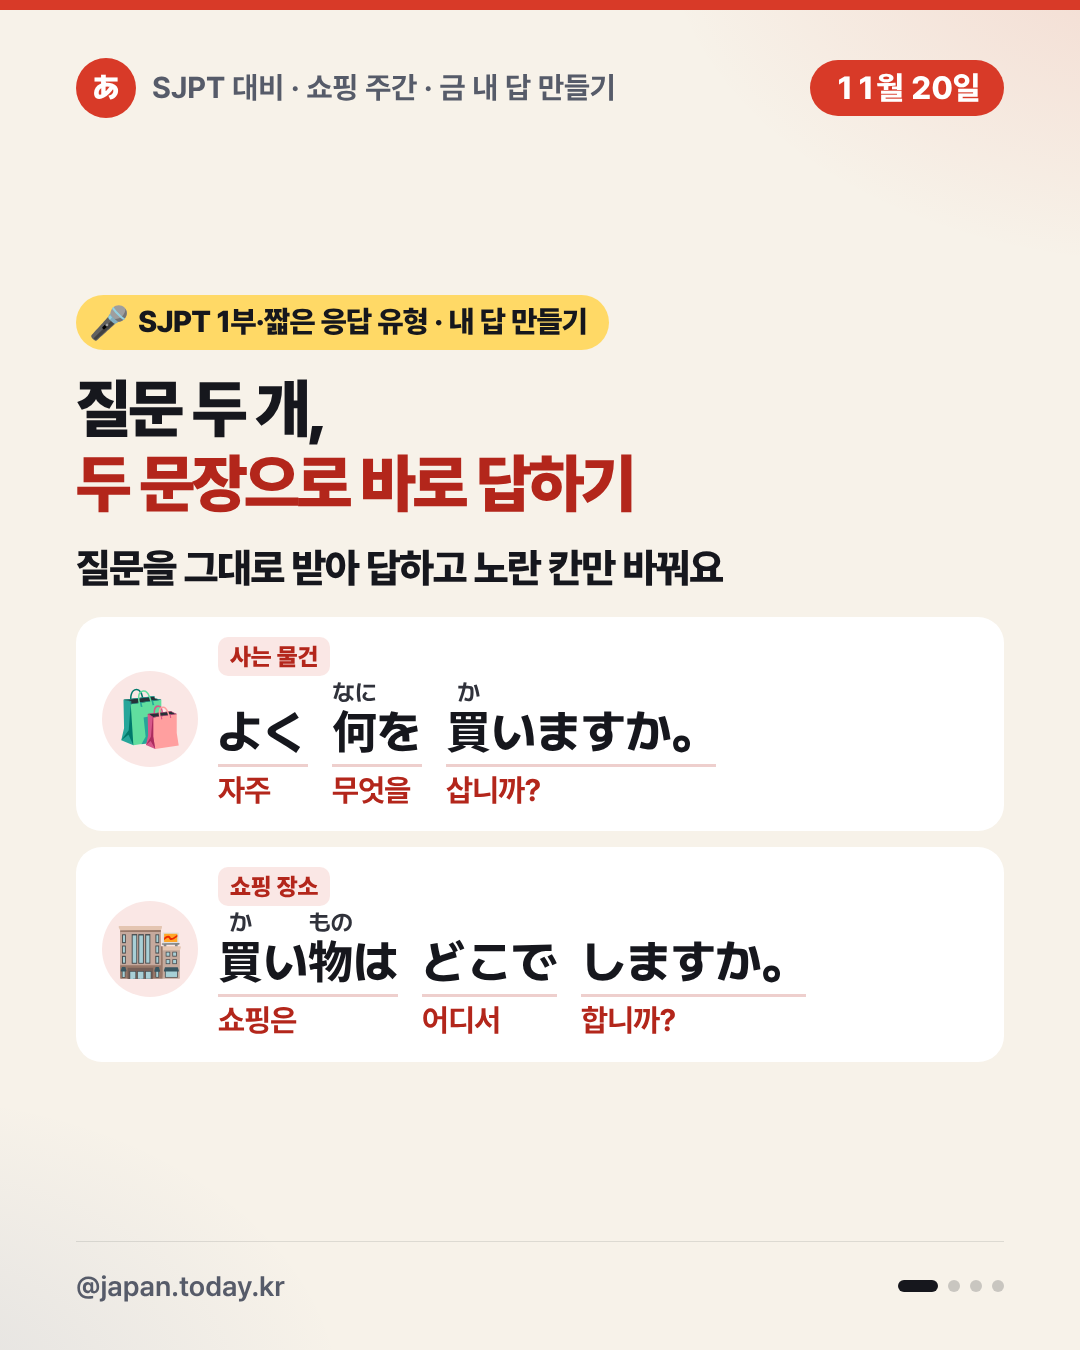 あ SJPT 대비 · 쇼핑 주간 · 금 내 답 만들기
11월 20일
SJPT 1부·짧은 응답 유형 · 내 답 만들기
질문 두 개,
두 문장으로 바로 답하기
질문을 그대로 받아 답하고 노란 칸만 바꿔요
사는 물건
なに か
よく 何を 買いますか。
자주 무엇을 삽니까?
쇼핑 장소
か もの
買い物は どこで しますか。
쇼핑은 어디서 합니까?
@japan.today.kr